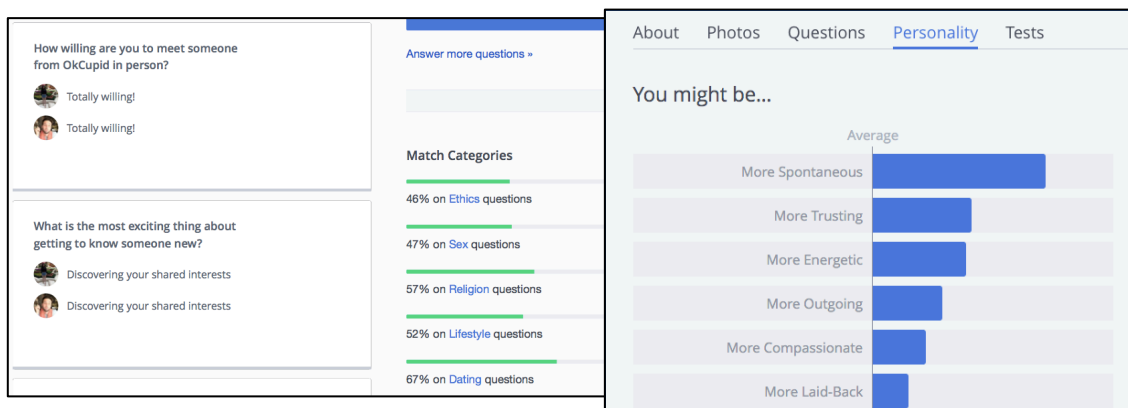 How willing are you to meet someone
from OkCupid in person?
Totally willing!
Totally willing!
What is the most exciting thing about
getting to know someone new?
Discovering your shared interests
Discovering your shared interests
Answer more questions »
Match Categories
46% on Ethics questions
47% on Sex questions
57% on Religion questions
52% on Lifestyle questions
67% on Dating questions
About Photos Questions Personality Tests
You might be...
Average
More Spontaneous
More Trusting
More Energetic
More Outgoing
More Compassionate
More Laid-Back